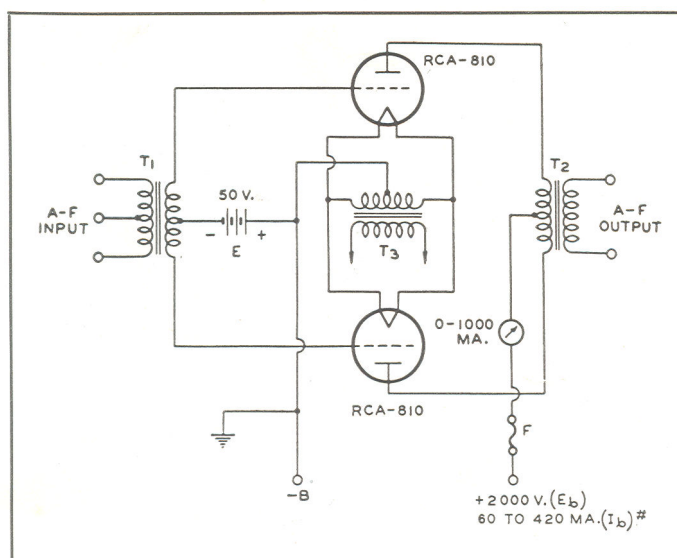 RCA-810
T1
50 V.
- +
E
A-F
INPUT
T3
T2
A-F
OUTPUT
0-1000
MA.
RCA-810
F
-B
+2000 V.(Eb)
60 TO 420 MA.(Ib)#